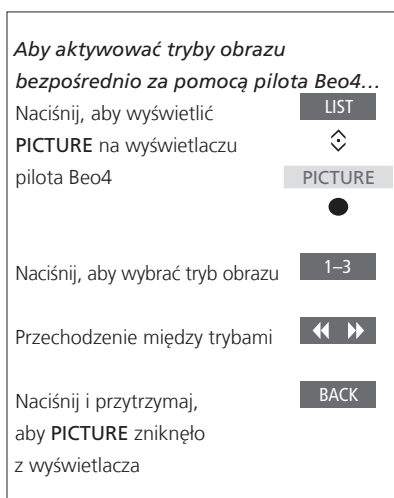 Aby aktywować tryby obrazu
bezpośrednio za pomocą pilota Beo4…
Naciśnij, aby wyświetlić LIST
PICTURE na wyświetlaczu
pilota Beo4 PICTURE
Naciśnij, aby wybrać tryb obrazu 1–3
Przechodzenie między trybami
Naciśnij i przytrzymaj, BACK
aby PICTURE zniknęło
z wyświetlacza